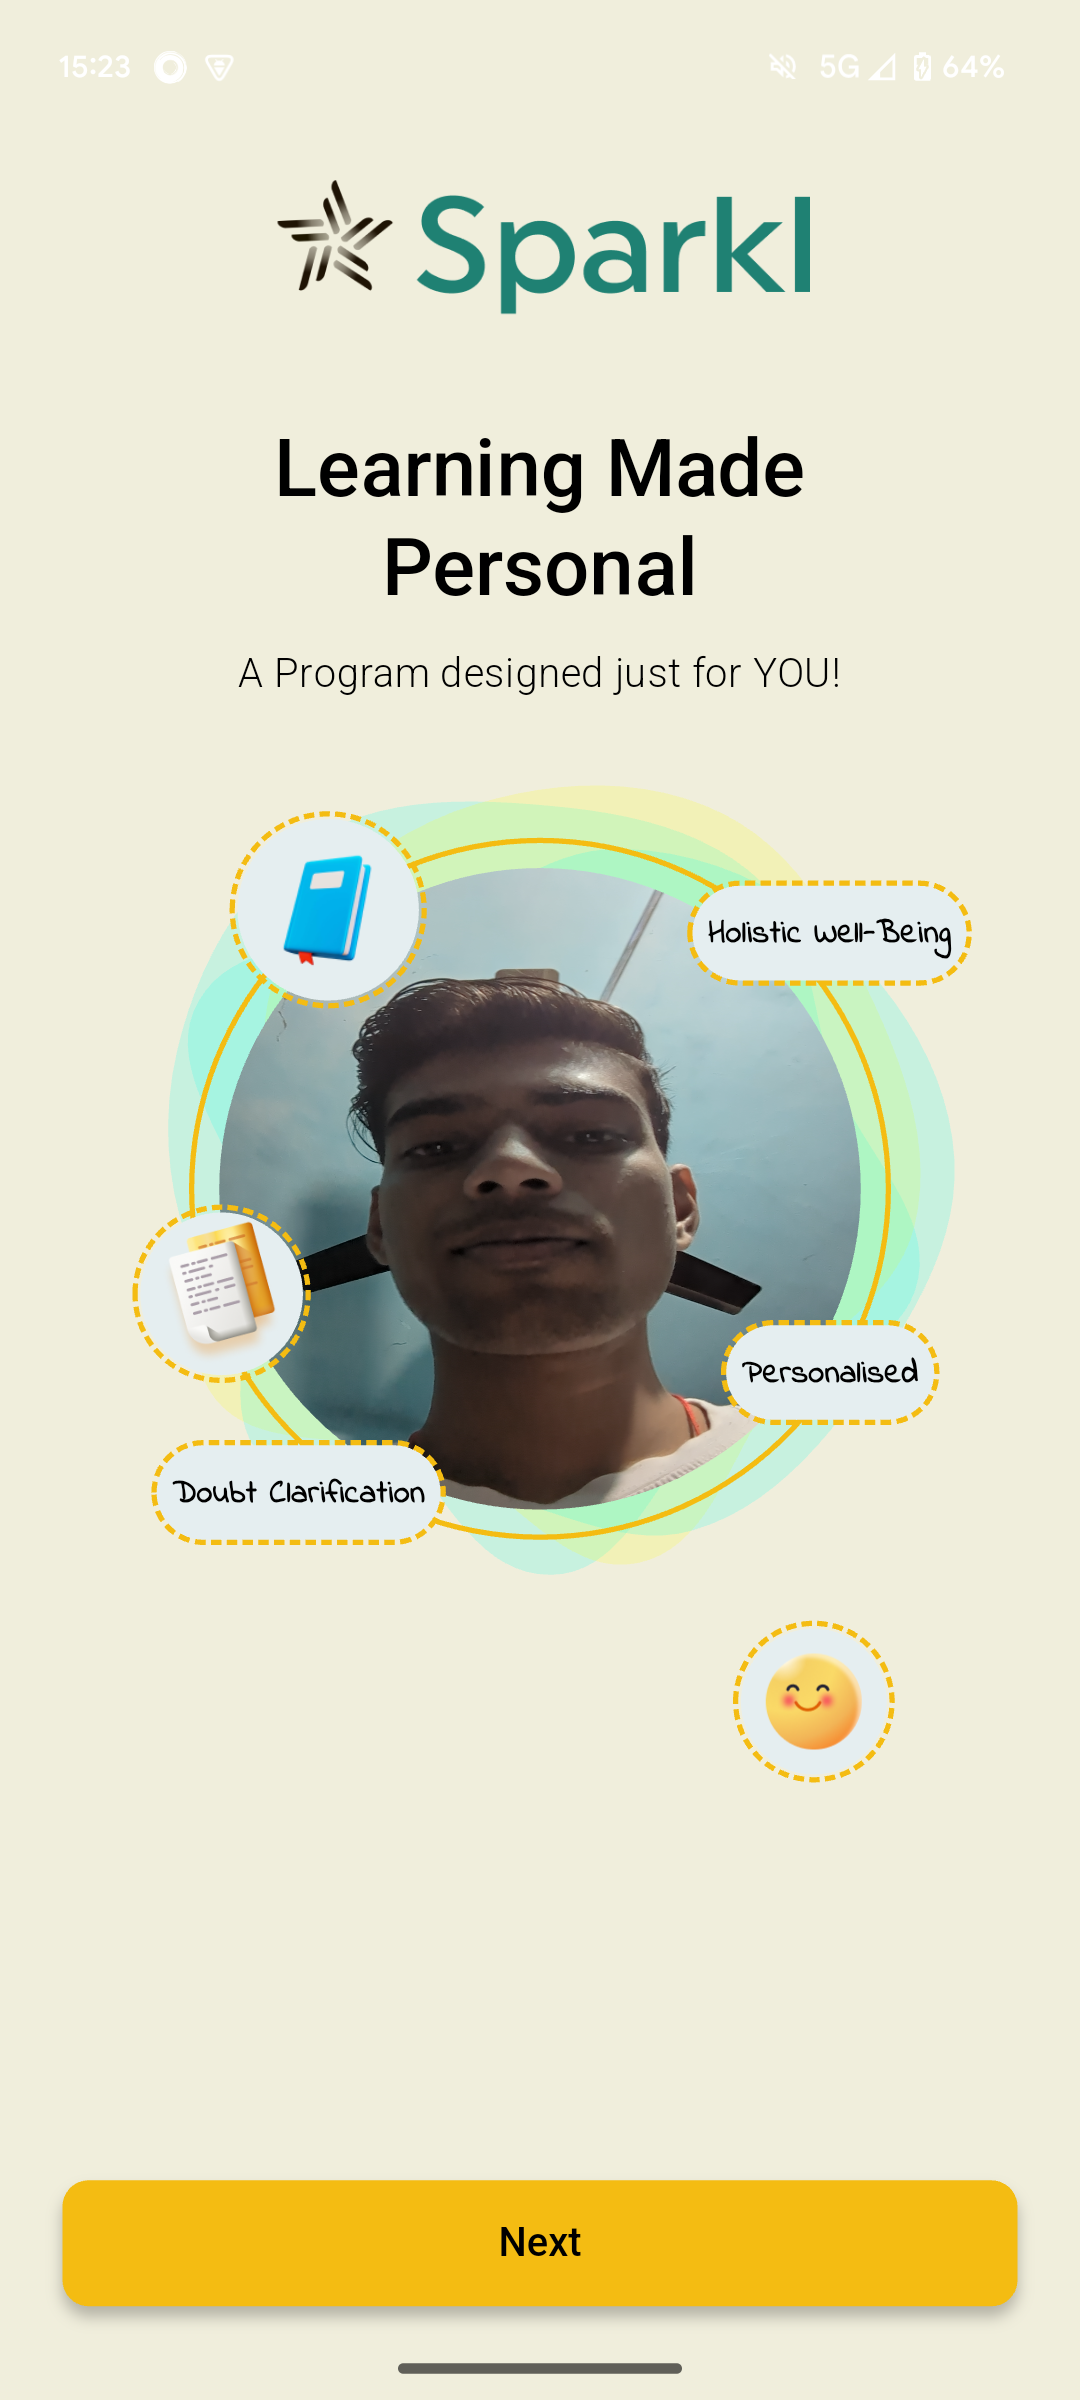 15:23 5G 64%
Sparkl
Learning Made
Personal
A Program designed just for YOU!
Holistic Well-Being
Personalised
Doubt Clarification
Next